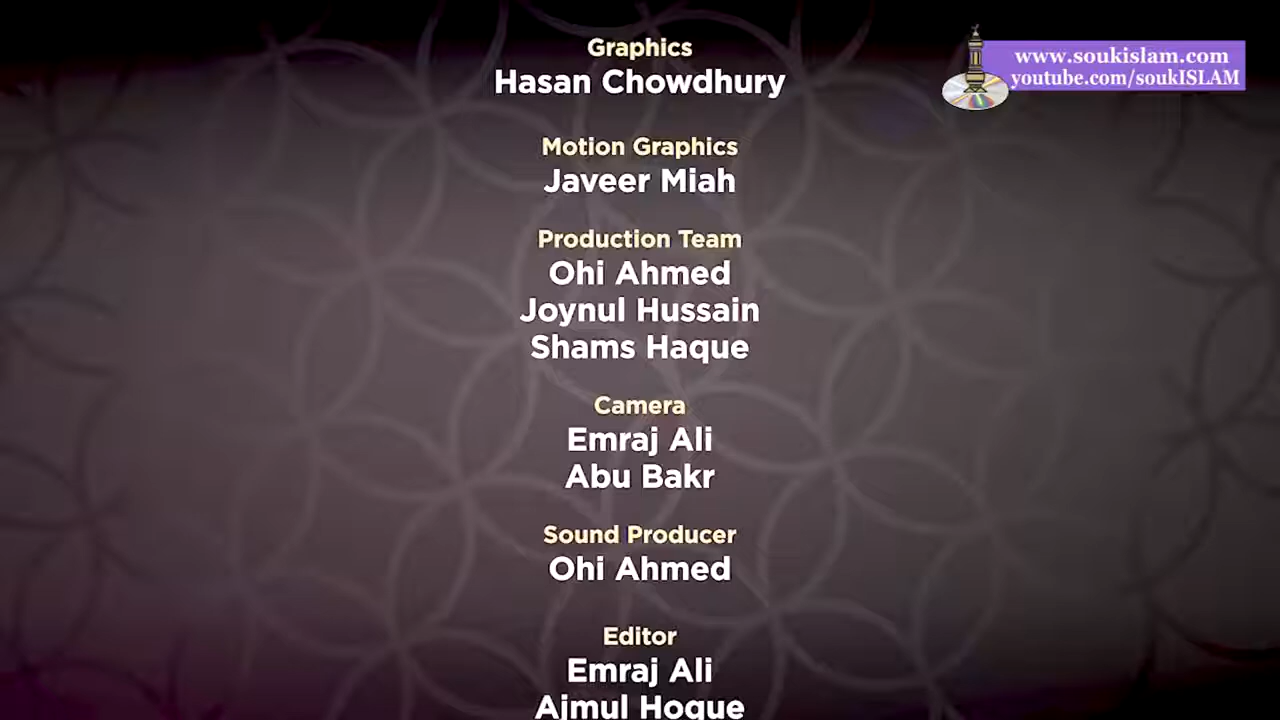 Graphics
Hasan Chowdhury
www.soukislam.com
youtube.com/soukISLAM
Motion Graphics
Javeer Miah
Production Team
Ohi Ahmed
Joynul Hussain
Shams Haque
Camera
Emraj Ali
Abu Bakr
Sound Producer
Ohi Ahmed
Editor
Emraj Ali
Ajmul Hoque